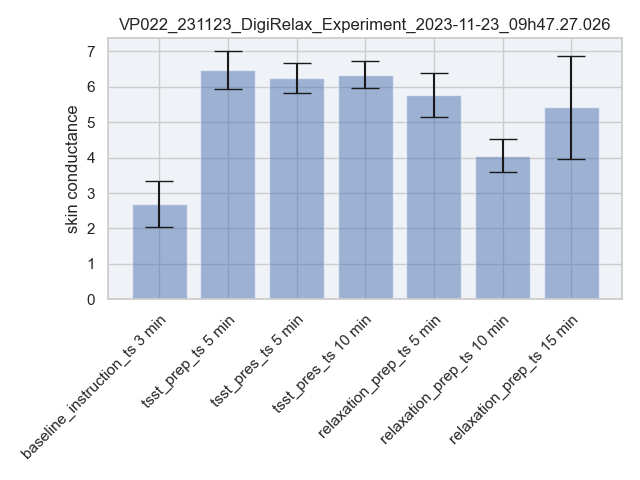 VP022_231123_DigiRelax_Experiment_2023-11-23_09h47.27.026
skin conductance
7
6
5
4
3
2
1
0
baseline_instruction_ts 3 min
tsst_prep_ts 5 min
tsst_pres_ts 5 min
tsst_pres_ts 10 min
relaxation_prep_ts 5 min
relaxation_prep_ts 10 min
relaxation_prep_ts 15 min